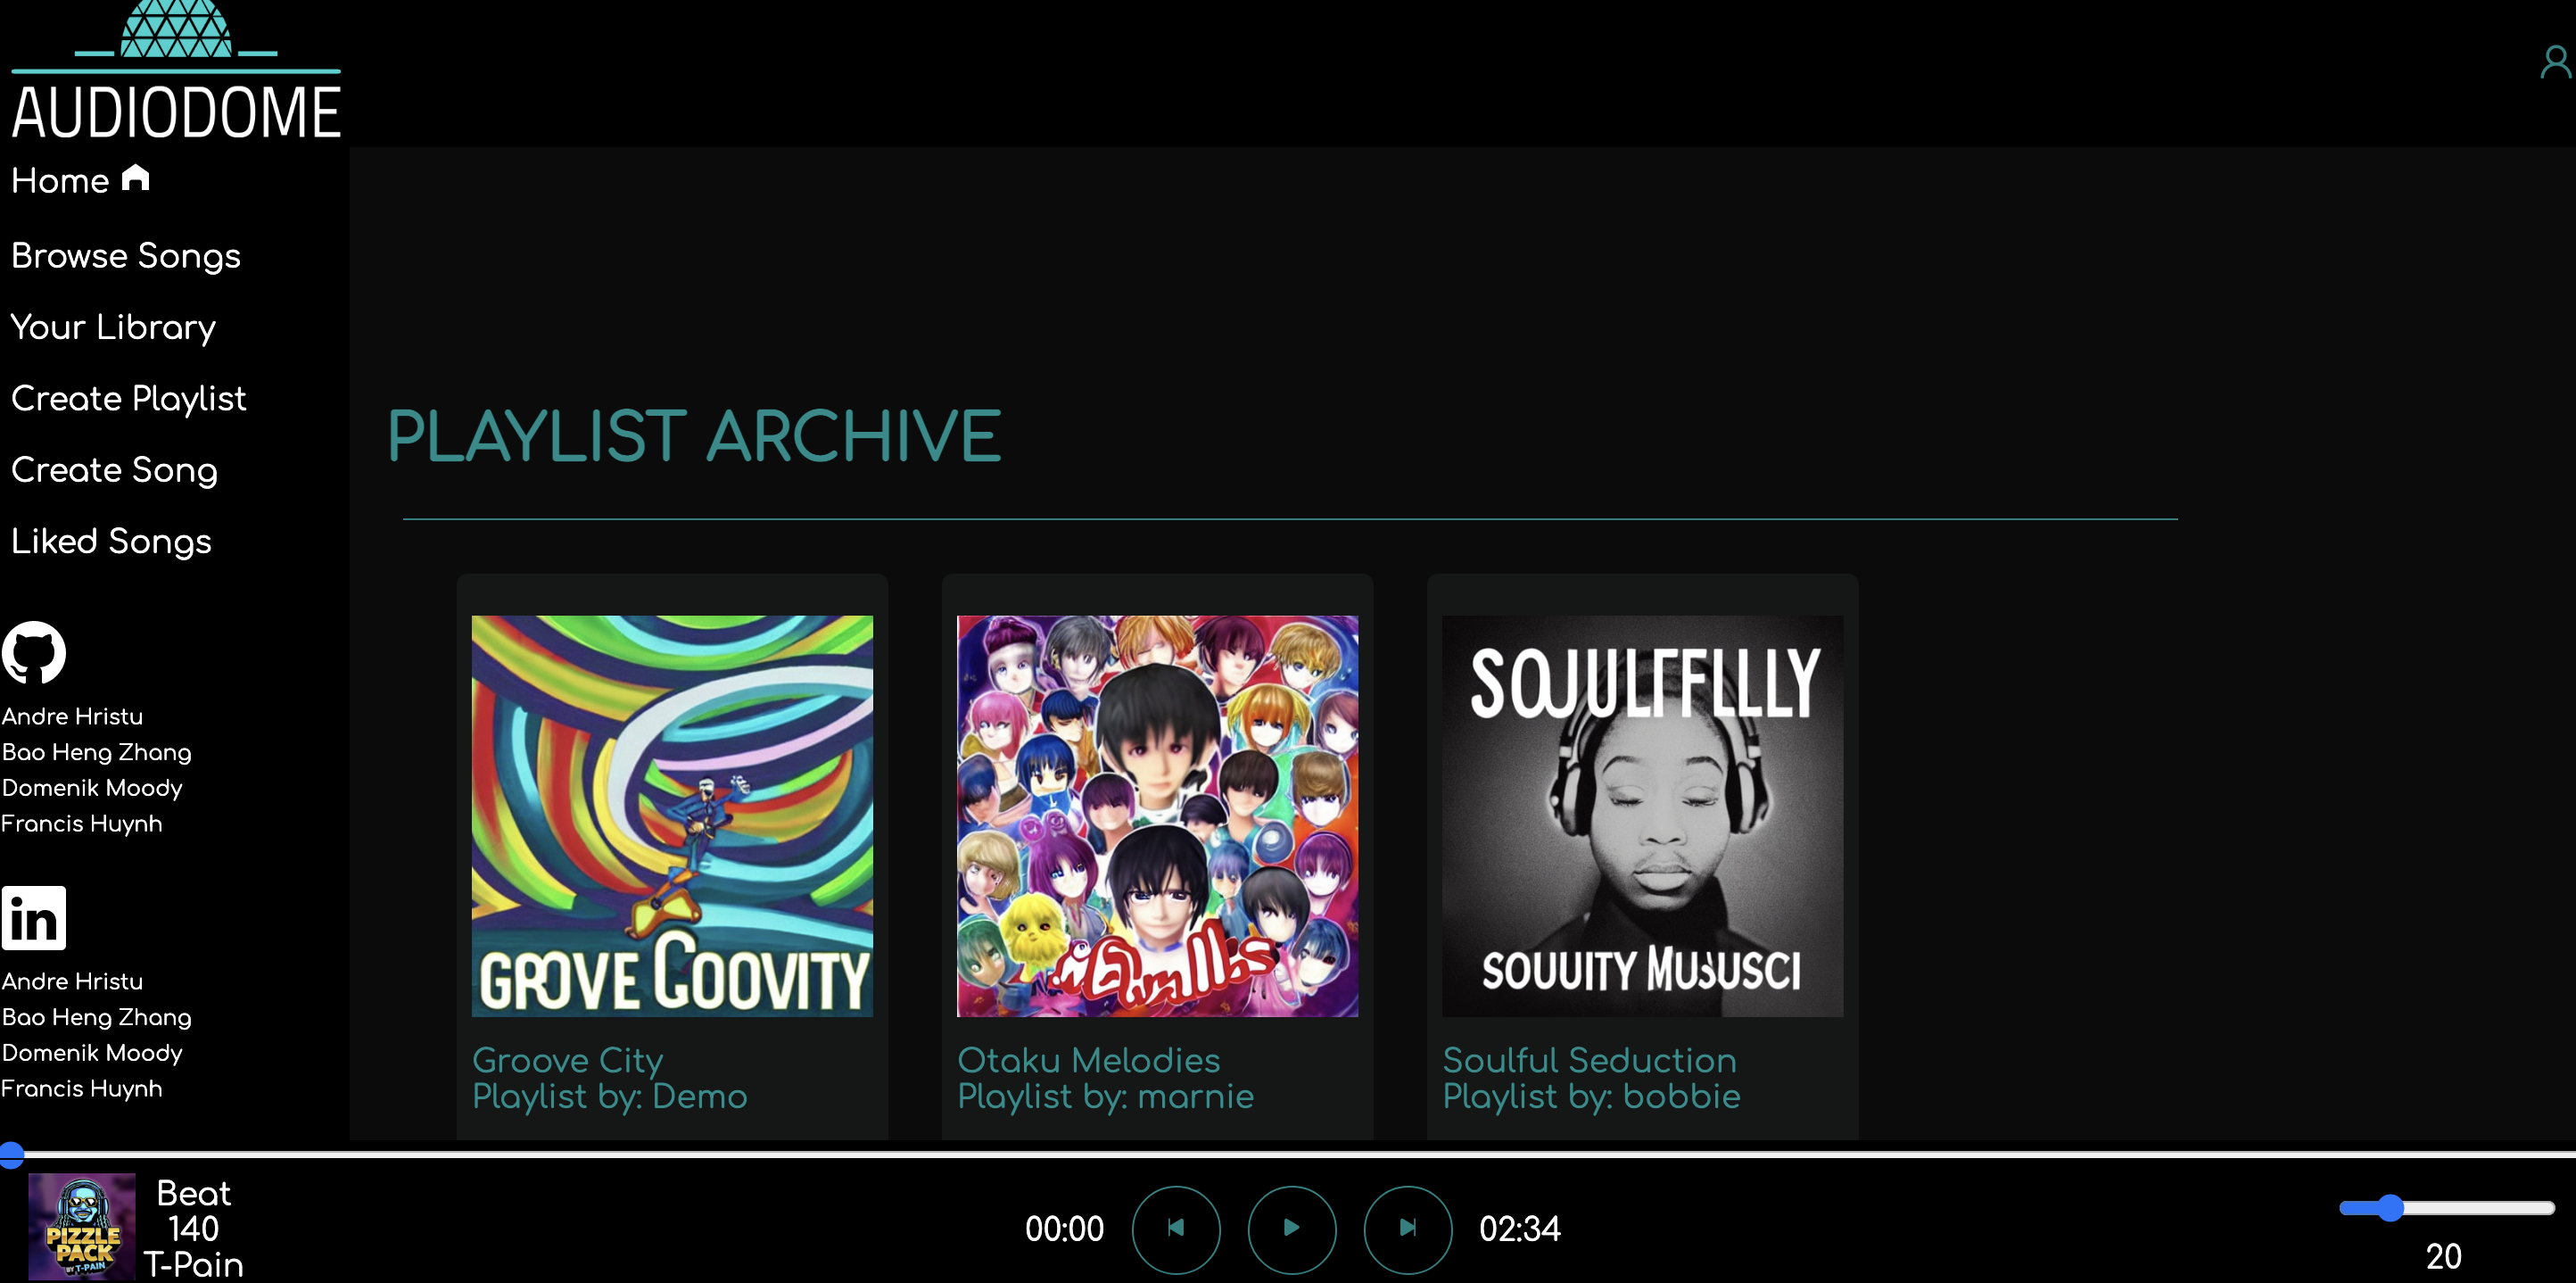 AUDIODOME
Home
Browse Songs
Your Library
Create Playlist
Create Song
Liked Songs
Andre Hristu
Bao Heng Zhang
Domenik Moody
Francis Huynh
in
Andre Hristu
Bao Heng Zhang
Domenik Moody
Francis Huynh
PLAYLIST ARCHIVE
GROVE COOVITY
Groove City
Playlist by: Demo
Otaku Melodies
Playlist by: marnie
SOUULTFLLLY
SOUUITY MUSUSCI
Soulful Seduction
Playlist by: bobbie
PIZZLE
PACK
BY T-PAIN
Beat
140
T-Pain
00:00
02:34
20